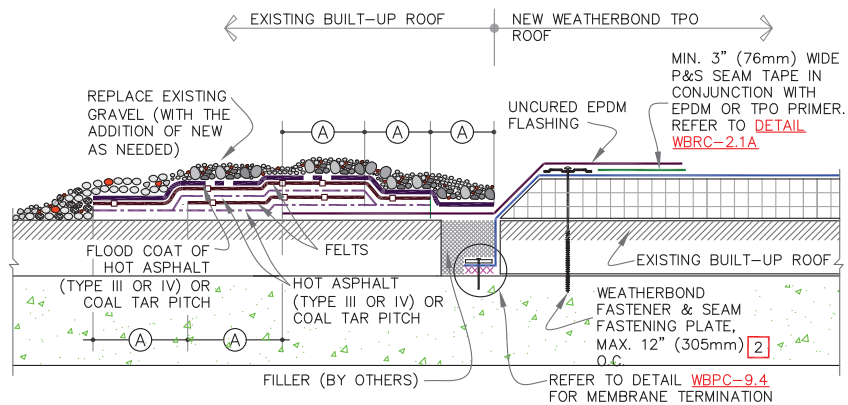 EXISTING BUILT-UP ROOF
NEW WEATHERBOND TPO
ROOF
MIN. 3" (76mm) WIDE
P&S SEAM TAPE IN
CONJUNCTION WITH
EPDM OR TPO PRIMER.
REFER TO DETAIL
WBRC-2.1A
REPLACE EXISTING
GRAVEL (WITH THE
ADDITION OF NEW
AS NEEDED)
UNCURED EPDM
FLASHING
A
A
A
FLOOD COAT OF
HOT ASPHALT
(TYPE III OR IV) OR
COAL TAR PITCH
FELTS
HOT ASPHALT
(TYPE III OR IV) OR
COAL TAR PITCH
EXISTING BUILT-UP ROOF
WEATHERBOND
FASTENER & SEAM
FASTENING PLATE,
MAX. 12" (305mm) 2
O.C.
A
A
FILLER (BY OTHERS)
REFER TO DETAIL WBPC-9.4
FOR MEMBRANE TERMINATION